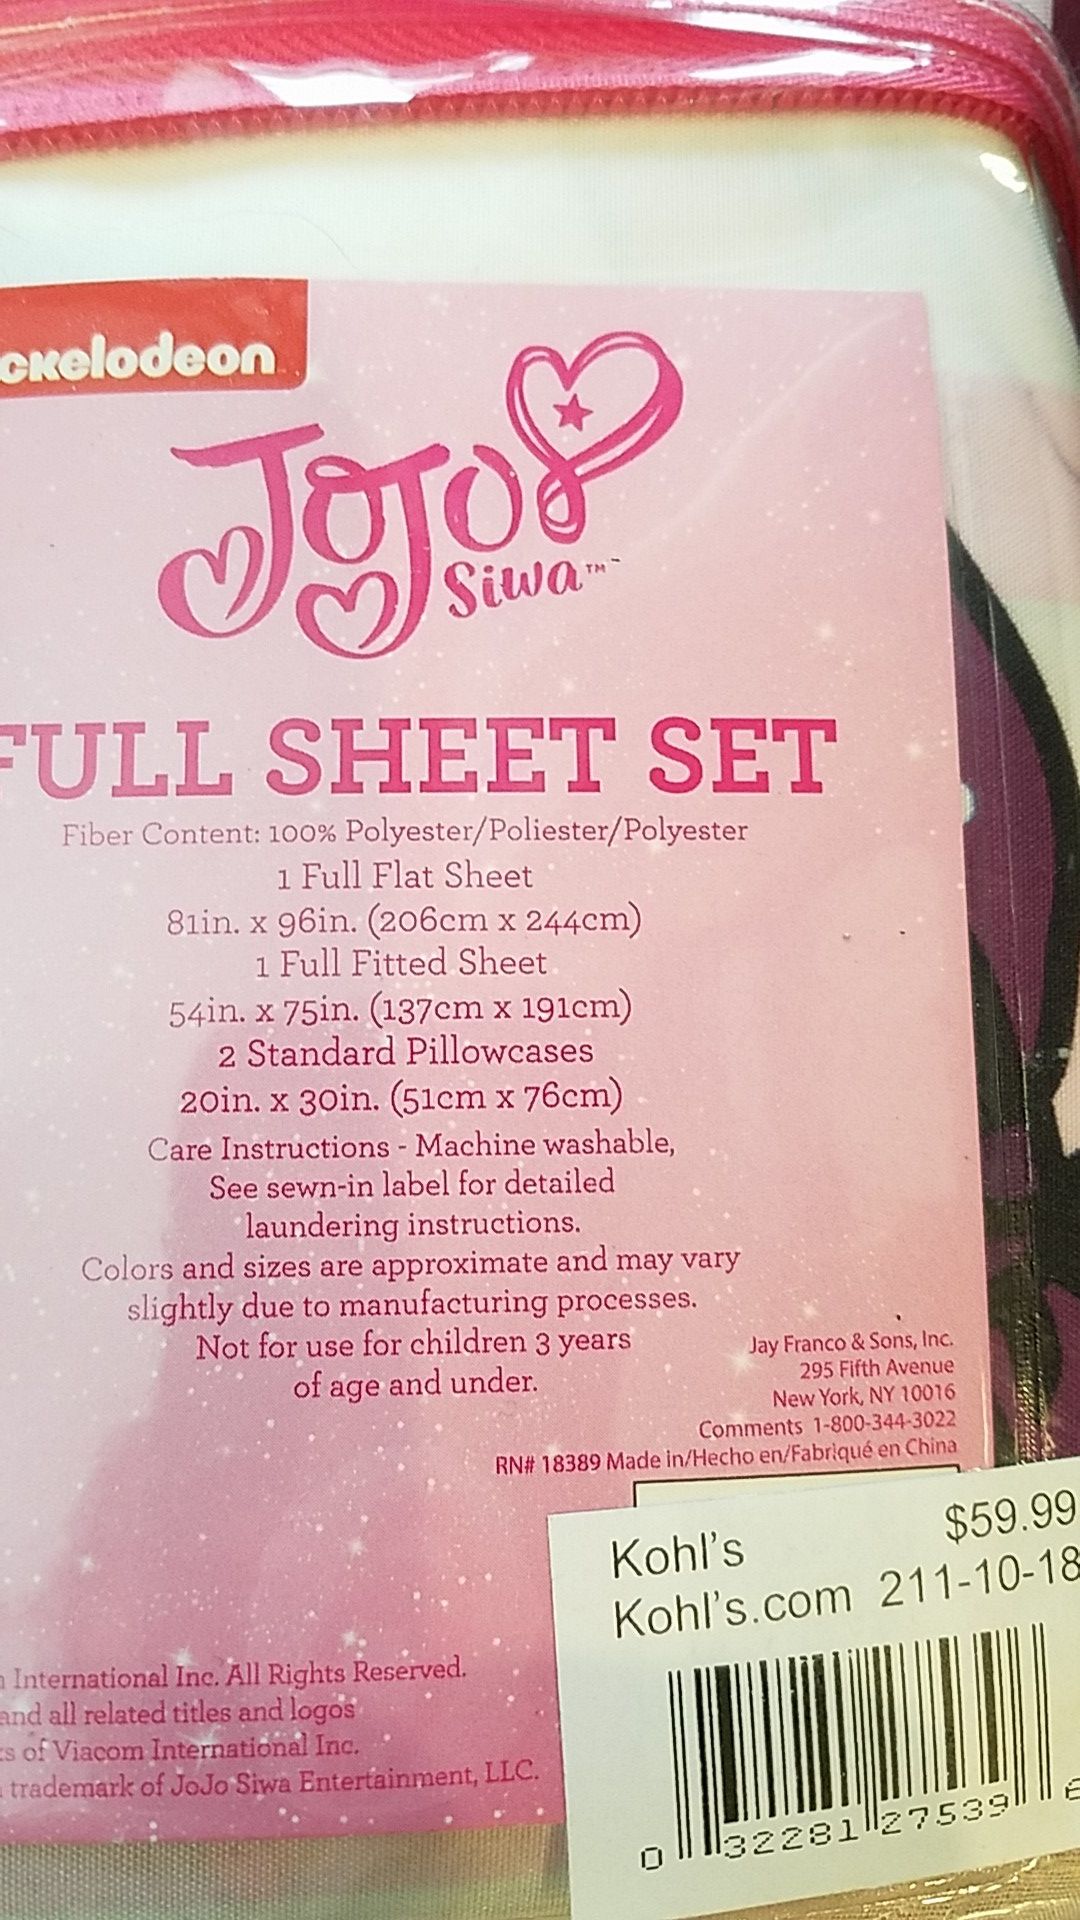 ckelodeon
JoJo
Siwa™
FULL SHEET SET
Fiber Content: 100% Polyester/Poliester/Polyester
1 Full Flat Sheet
81in. x 96in. (206cm x 244cm)
1 Full Fitted Sheet
54in. x 75in. (137cm x 191cm)
2 Standard Pillowcases
20in. x 30in. (51cm x 76cm)
Care Instructions - Machine washable,
See sewn-in label for detailed
laundering instructions.
Colors and sizes are approximate and may vary
slightly due to manufacturing processes.
Not for use for children 3 years
of age and under.
Jay Franco & Sons, Inc.
295 Fifth Avenue
New York, NY 10016
Comments 1-800-344-3022
RN# 18389 Made in/Hecho en/Fabriqué en China
Kohl's $59.99
Kohl's.com 211-10-18
0 32281 27539 6
International Inc. All Rights Reserved.
and all related titles and logos
of Viacom International Inc.
trademark of JoJo Siwa Entertainment, LLC.